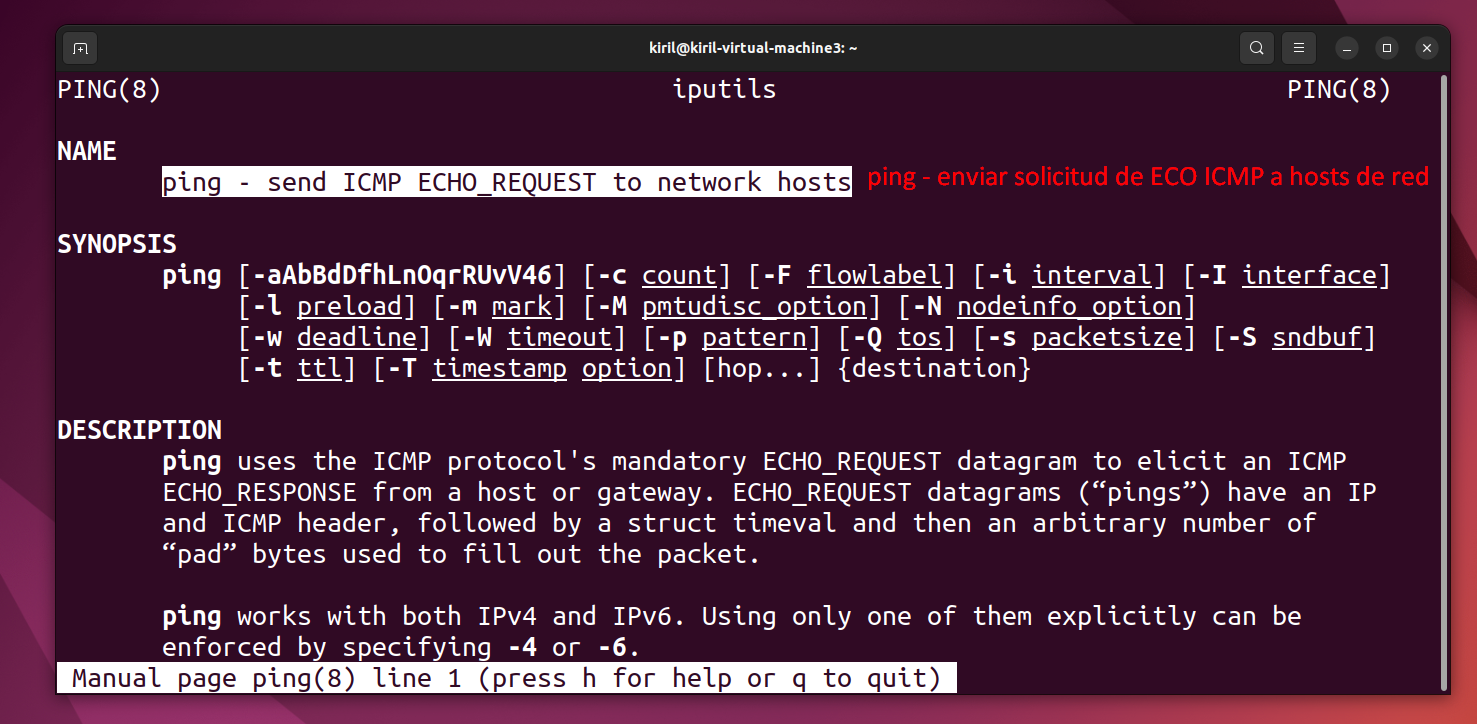 kiril@kiril-virtual-machine3: ~
PING(8) iputils PING(8)
NAME
ping - send ICMP ECHO_REQUEST to network hosts ping - enviar solicitud de ECO ICMP a hosts de red
SYNOPSIS
ping [-aAbBdDfhLnOqrRUvV46] [-c count] [-F flowlabel] [-i interval] [-I interface]
[-l preload] [-m mark] [-M pmtudisc_option] [-N nodeinfo_option]
[-w deadline] [-W timeout] [-p pattern] [-Q tos] [-s packetsize] [-S sndbuf]
[-t ttl] [-T timestamp option] [hop...] {destination}
DESCRIPTION
ping uses the ICMP protocol's mandatory ECHO_REQUEST datagram to elicit an ICMP
ECHO_RESPONSE from a host or gateway. ECHO_REQUEST datagrams (“pings”) have an IP
and ICMP header, followed by a struct timeval and then an arbitrary number of
“pad” bytes used to fill out the packet.
ping works with both IPv4 and IPv6. Using only one of them explicitly can be
enforced by specifying -4 or -6.
Manual page ping(8) line 1 (press h for help or q to quit)